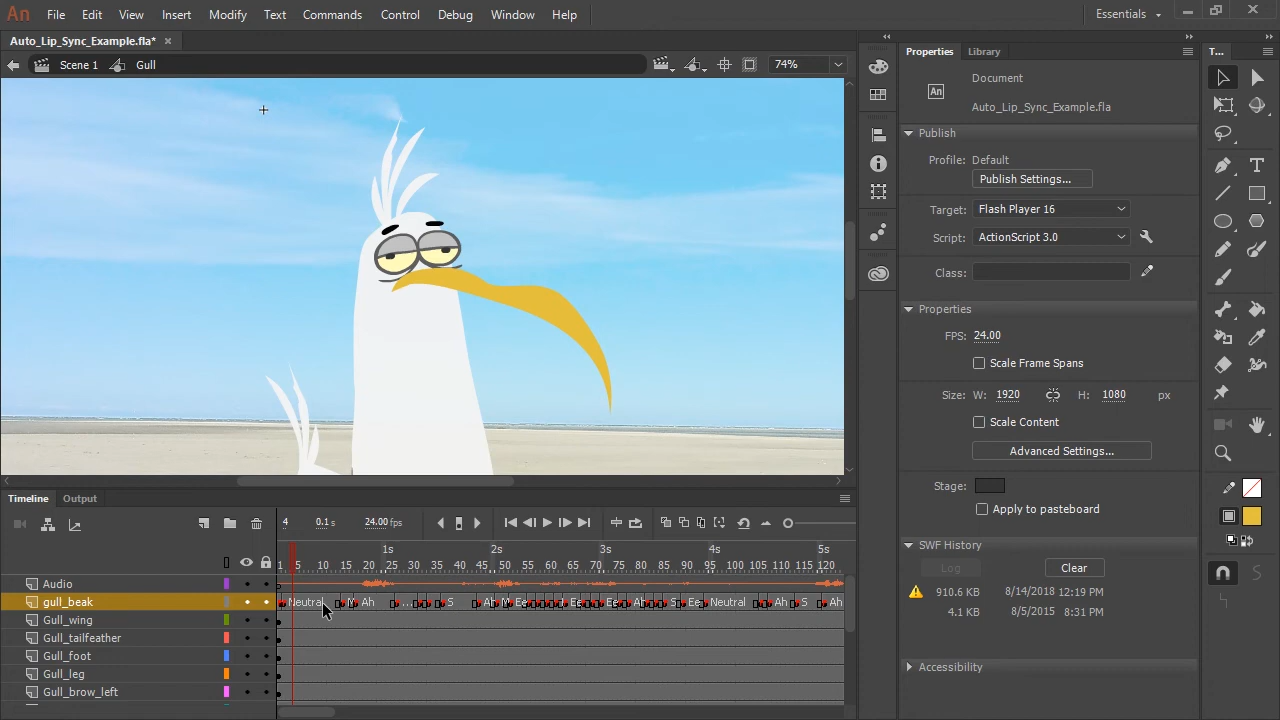 An File Edit View Insert Modify Text Commands Control Debug Window Help Essentials
Auto_Lip_Sync_Example.fla* ×
Scene 1 Gull 74%
Properties Library T...
Document
An Auto_Lip_Sync_Example.fla
Publish
Profile: Default
Publish Settings...
Target: Flash Player 16
Script: ActionScript 3.0
Class:
Properties
FPS: 24.00
Scale Frame Spans
Size: W: 1920 H: 1080 px
Scale Content
Advanced Settings...
Stage:
Apply to pasteboard
SWF History
Log Clear
910.6 KB 8/14/2018 12:19 PM
4.1 KB 8/5/2015 8:31 PM
Accessibility
Timeline Output
4 0.1 s 24.00 fps
1s 2s 3s 4s 5s
1 5 10 15 20 25 30 35 40 45 50 55 60 65 70 75 80 85 90 95 100 105 110 115 120
Audio
gull_beak Neutral M Ah ... S Ah M Ee Ee Ah S Ee Neutral Ah S Ah
Gull_wing
Gull_tailfeather
Gull_foot
Gull_leg
Gull_brow_left